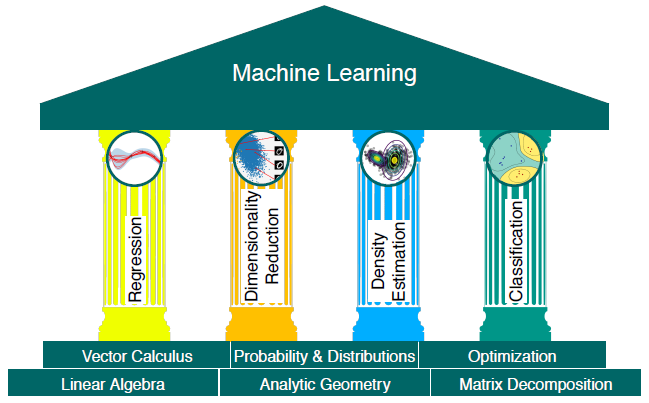 Machine Learning
Regression
Dimensionality
Reduction
Density
Estimation
Classification
Vector Calculus
Probability & Distributions
Optimization
Linear Algebra
Analytic Geometry
Matrix Decomposition